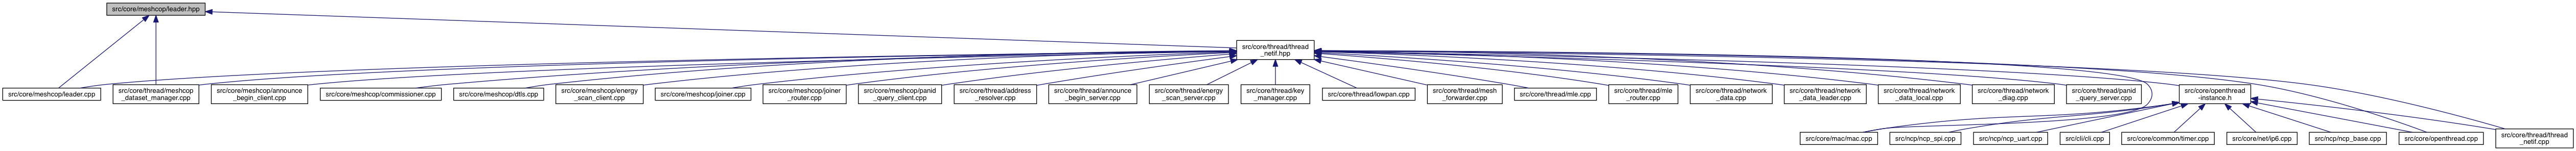 src/core/meshcop/leader.hpp
src/core/thread/thread
_netif.hpp
src/core/meshcop/leader.cpp
src/core/thread/meshcop
_dataset_manager.cpp
src/core/meshcop/announce
_begin_client.cpp
src/core/meshcop/commissioner.cpp
src/core/meshcop/dtls.cpp
src/core/meshcop/energy
_scan_client.cpp
src/core/meshcop/joiner.cpp
src/core/meshcop/joiner
_router.cpp
src/core/meshcop/panid
_query_client.cpp
src/core/thread/address
_resolver.cpp
src/core/thread/announce
_begin_server.cpp
src/core/thread/energy
_scan_server.cpp
src/core/thread/key
_manager.cpp
src/core/thread/lowpan.cpp
src/core/thread/mesh
_forwarder.cpp
src/core/thread/mle.cpp
src/core/thread/mle
_router.cpp
src/core/thread/network
_data.cpp
src/core/thread/network
_data_leader.cpp
src/core/thread/network
_data_local.cpp
src/core/thread/network
_diag.cpp
src/core/thread/panid
_query_server.cpp
src/core/openthread
-instance.h
src/core/mac/mac.cpp
src/ncp/ncp_spi.cpp
src/ncp/ncp_uart.cpp
src/cli/cli.cpp
src/core/common/timer.cpp
src/core/net/ip6.cpp
src/ncp/ncp_base.cpp
src/core/openthread.cpp
src/core/thread/thread
_netif.cpp